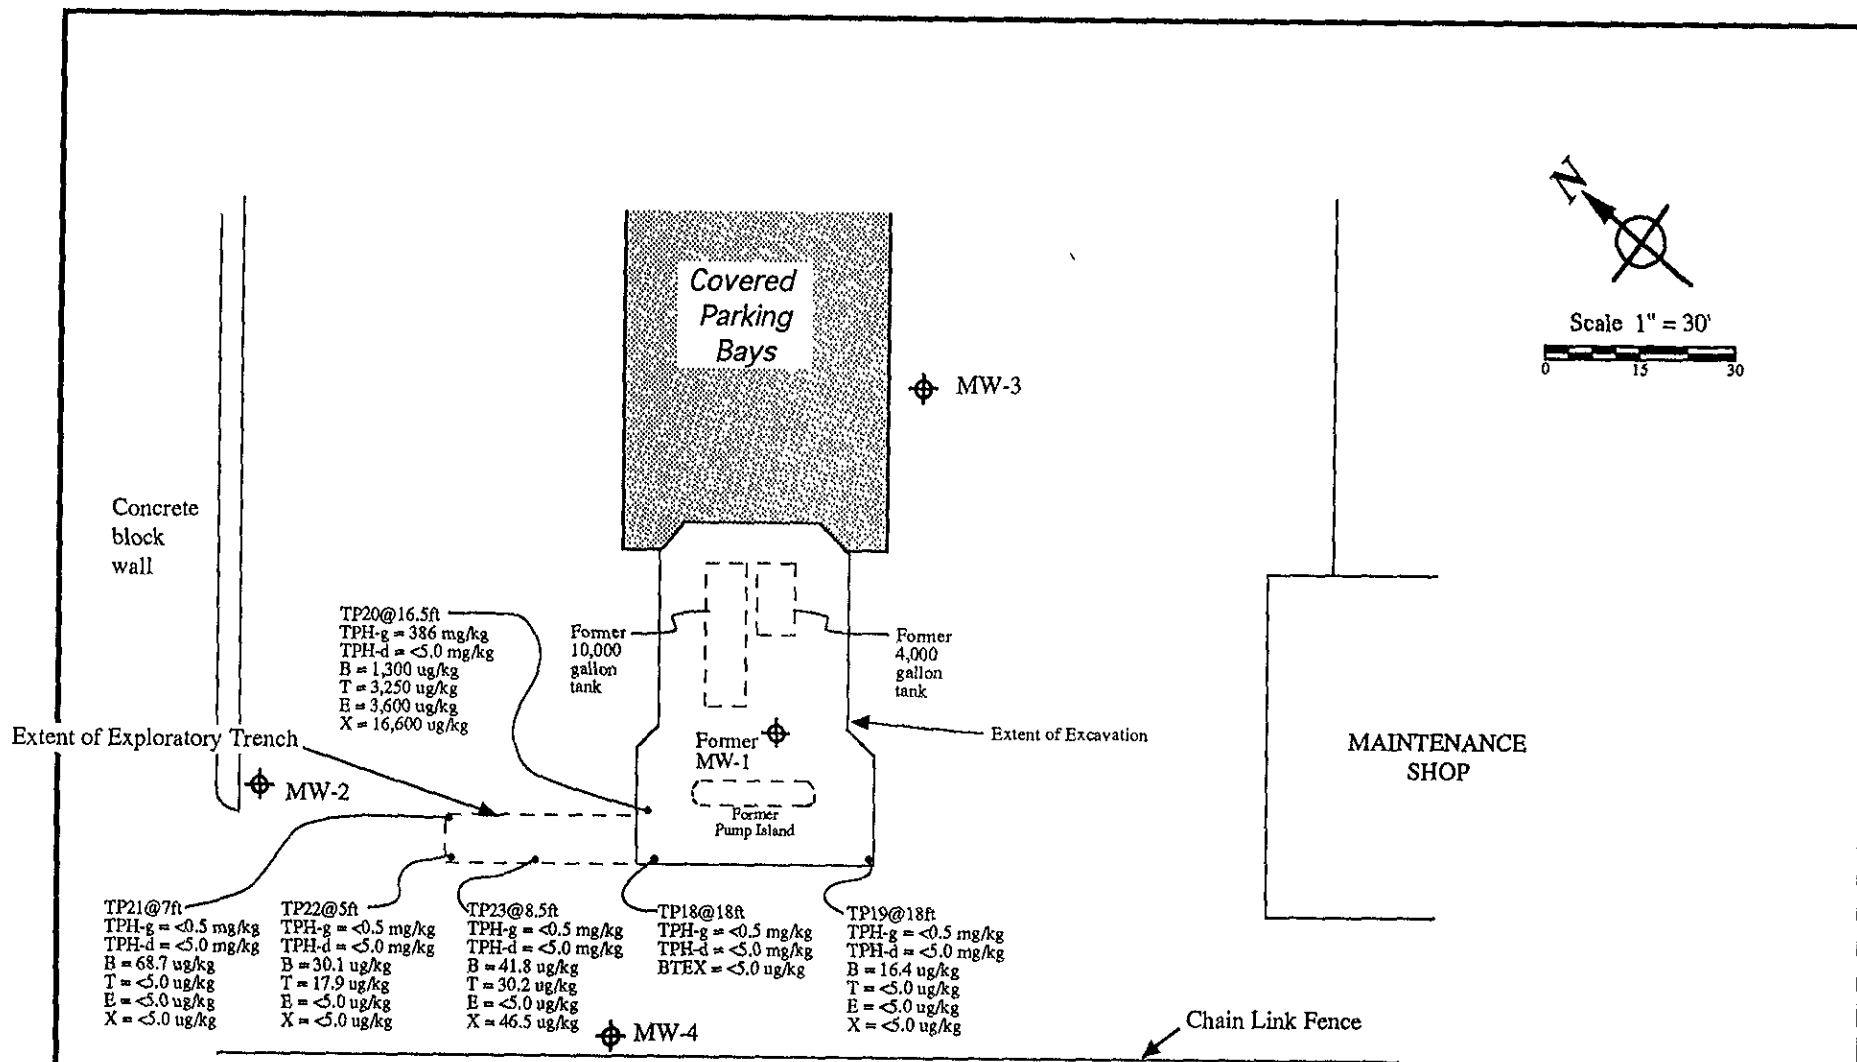 N
Scale 1" = 30'
0 15 30
Covered
Parking
Bays
MW-3
Concrete
block
wall
TP20@16.5ft
TPH-g = 386 mg/kg
TPH-d = <5.0 mg/kg
B = 1,300 ug/kg
T = 3,250 ug/kg
E = 3,600 ug/kg
X = 16,600 ug/kg
Former
10,000
gallon
tank
Former
4,000
gallon
tank
Extent of Exploratory Trench
Former
MW-1
Extent of Excavation
MAINTENANCE
SHOP
MW-2
Former
Pump Island
TP21@7ft
TPH-g = <0.5 mg/kg
TPH-d = <5.0 mg/kg
B = 68.7 ug/kg
T = <5.0 ug/kg
E = <5.0 ug/kg
X = <5.0 ug/kg
TP22@5ft
TPH-g = <0.5 mg/kg
TPH-d = <5.0 mg/kg
B = 30.1 ug/kg
T = 17.9 ug/kg
E = <5.0 ug/kg
X = <5.0 ug/kg
TP23@8.5ft
TPH-g = <0.5 mg/kg
TPH-d = <5.0 mg/kg
B = 41.8 ug/kg
T = 30.2 ug/kg
E = <5.0 ug/kg
X = 46.5 ug/kg
TP18@18ft
TPH-g = <0.5 mg/kg
TPH-d = <5.0 mg/kg
BTEX = <5.0 ug/kg
TP19@18ft
TPH-g = <0.5 mg/kg
TPH-d = <5.0 mg/kg
B = 16.4 ug/kg
T = <5.0 ug/kg
E = <5.0 ug/kg
X = <5.0 ug/kg
MW-4
Chain Link Fence